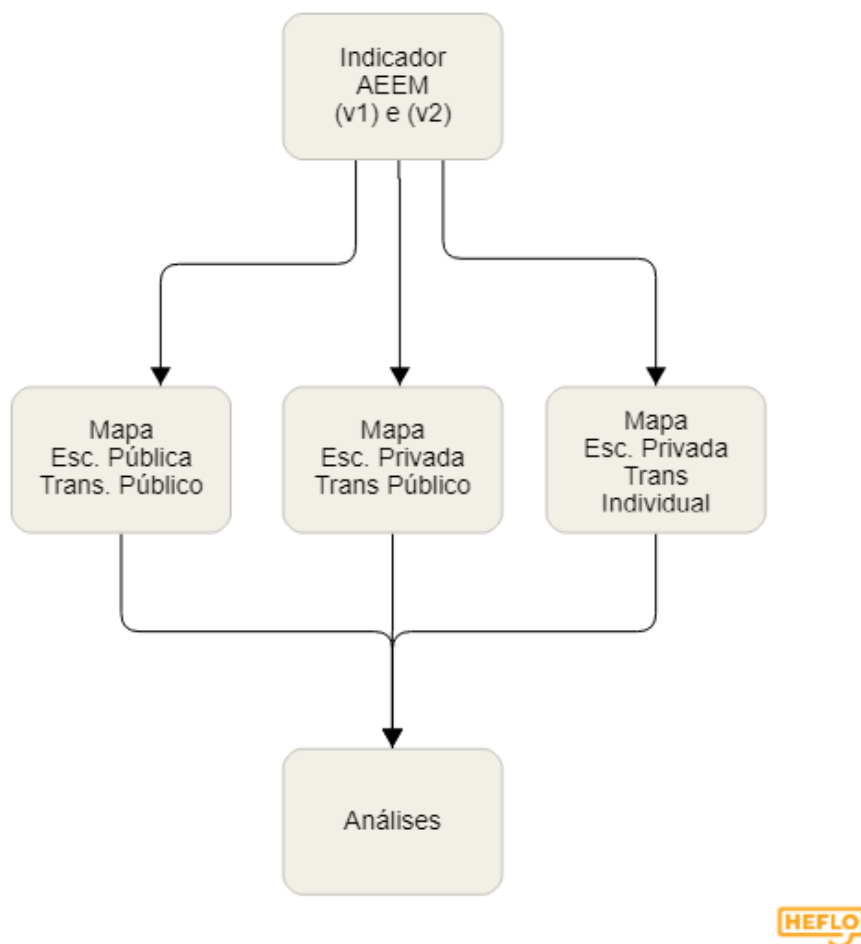 Indicador
AEEM
(v1) e (v2)
Mapa
Esc. Pública
Trans. Público
Mapa
Esc. Privada
Trans Público
Mapa
Esc. Privada
Trans
Individual
Análises
HEFLO